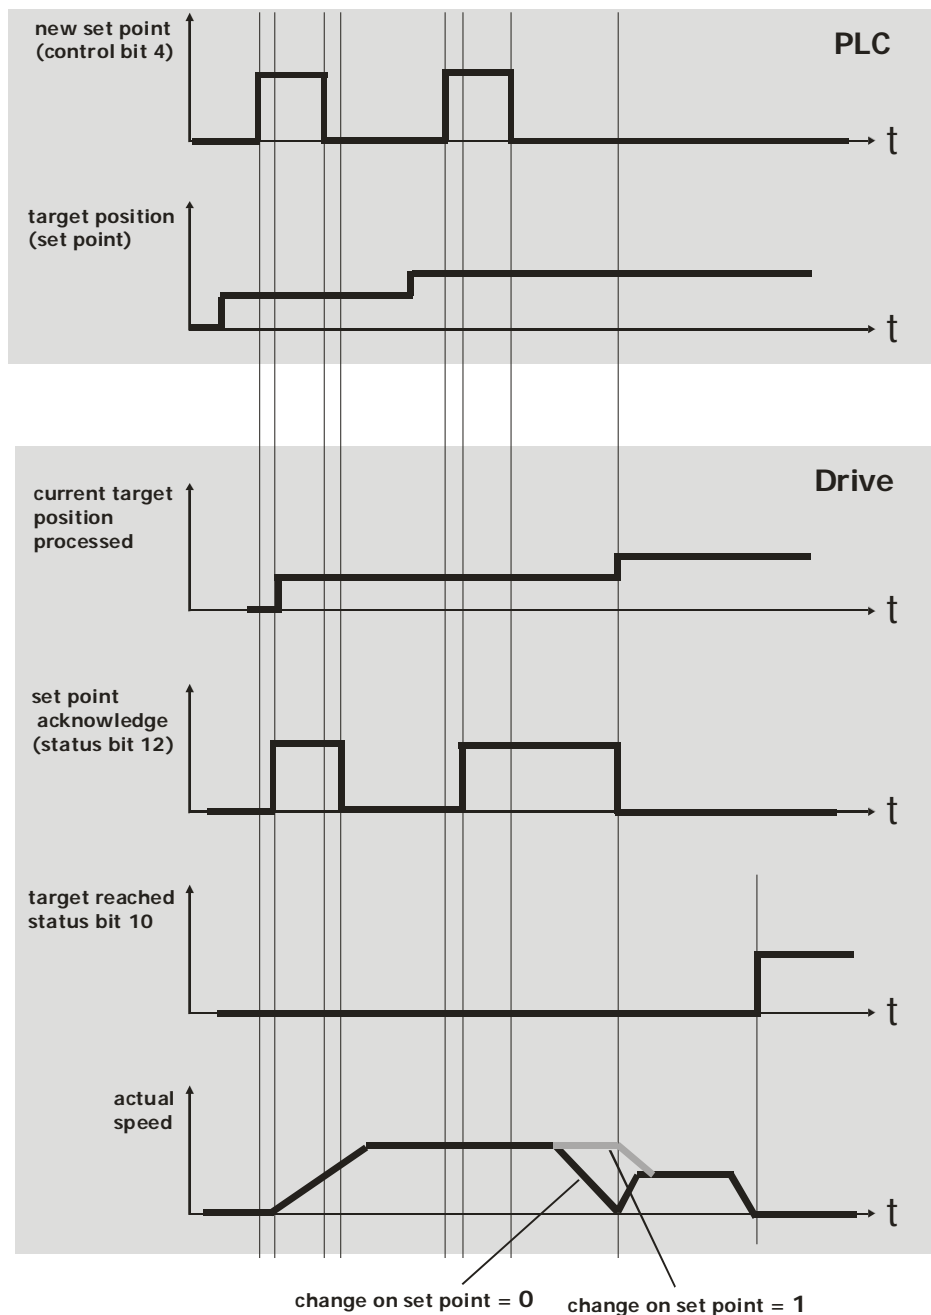 new set point
(control bit 4)
PLC
t
target position
(set point)
t
Drive
current target
position
processed
t
set point
acknowledge
(status bit 12)
t
target reached
status bit 10
t
actual
speed
t
change on set point = 0
change on set point = 1